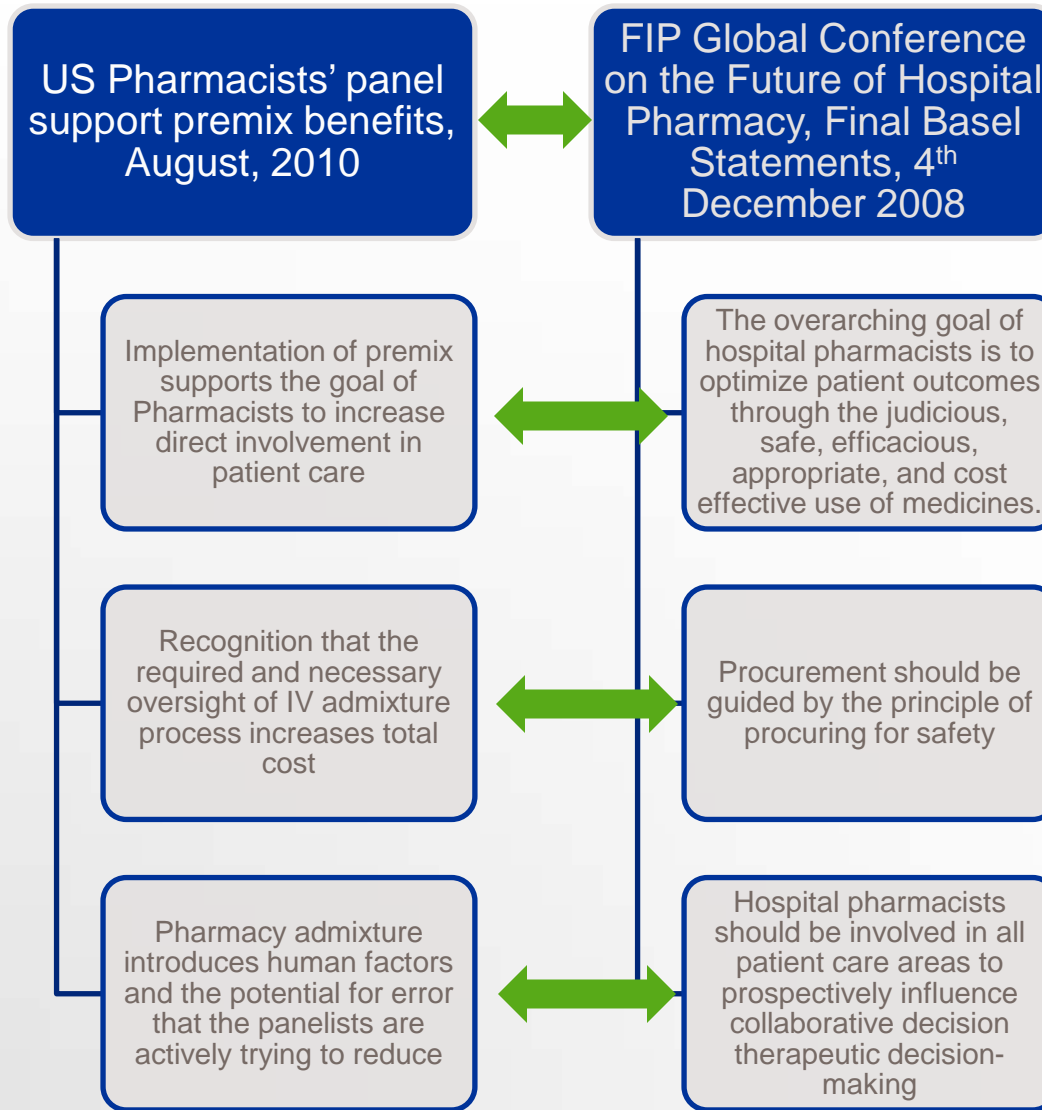 US Pharmacists’ panel
support premix benefits,
August, 2010
FIP Global Conference
on the Future of Hospital
Pharmacy, Final Basel
Statements, 4th
December 2008
Implementation of premix
supports the goal of
Pharmacists to increase
direct involvement in
patient care
The overarching goal of
hospital pharmacists is to
optimize patient outcomes
through the judicious,
safe, efficacious,
appropriate, and cost
effective use of medicines.
Recognition that the
required and necessary
oversight of IV admixture
process increases total
cost
Procurement should be
guided by the principle of
procuring for safety
Pharmacy admixture
introduces human factors
and the potential for error
that the panelists are
actively trying to reduce
Hospital pharmacists
should be involved in all
patient care areas to
prospectively influence
collaborative decision
therapeutic decision-
making